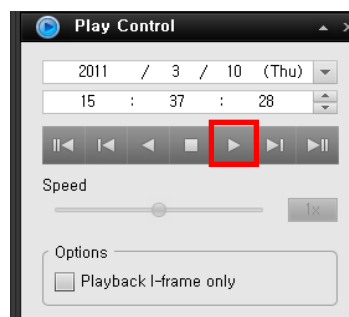 Play Control
2011 / 3 / 10 (Thu)
15 : 37 : 28
Speed
1x
Options
Playback I-frame only